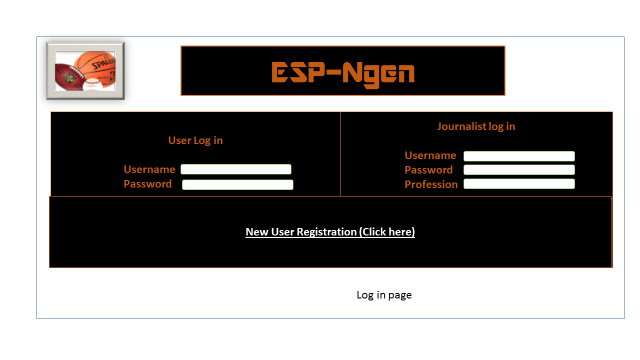 SPALDING
ESP-Ngen
User Log in
Username
Password
Journalist log in
Username
Password
Profession
New User Registration (Click here)
Log in page